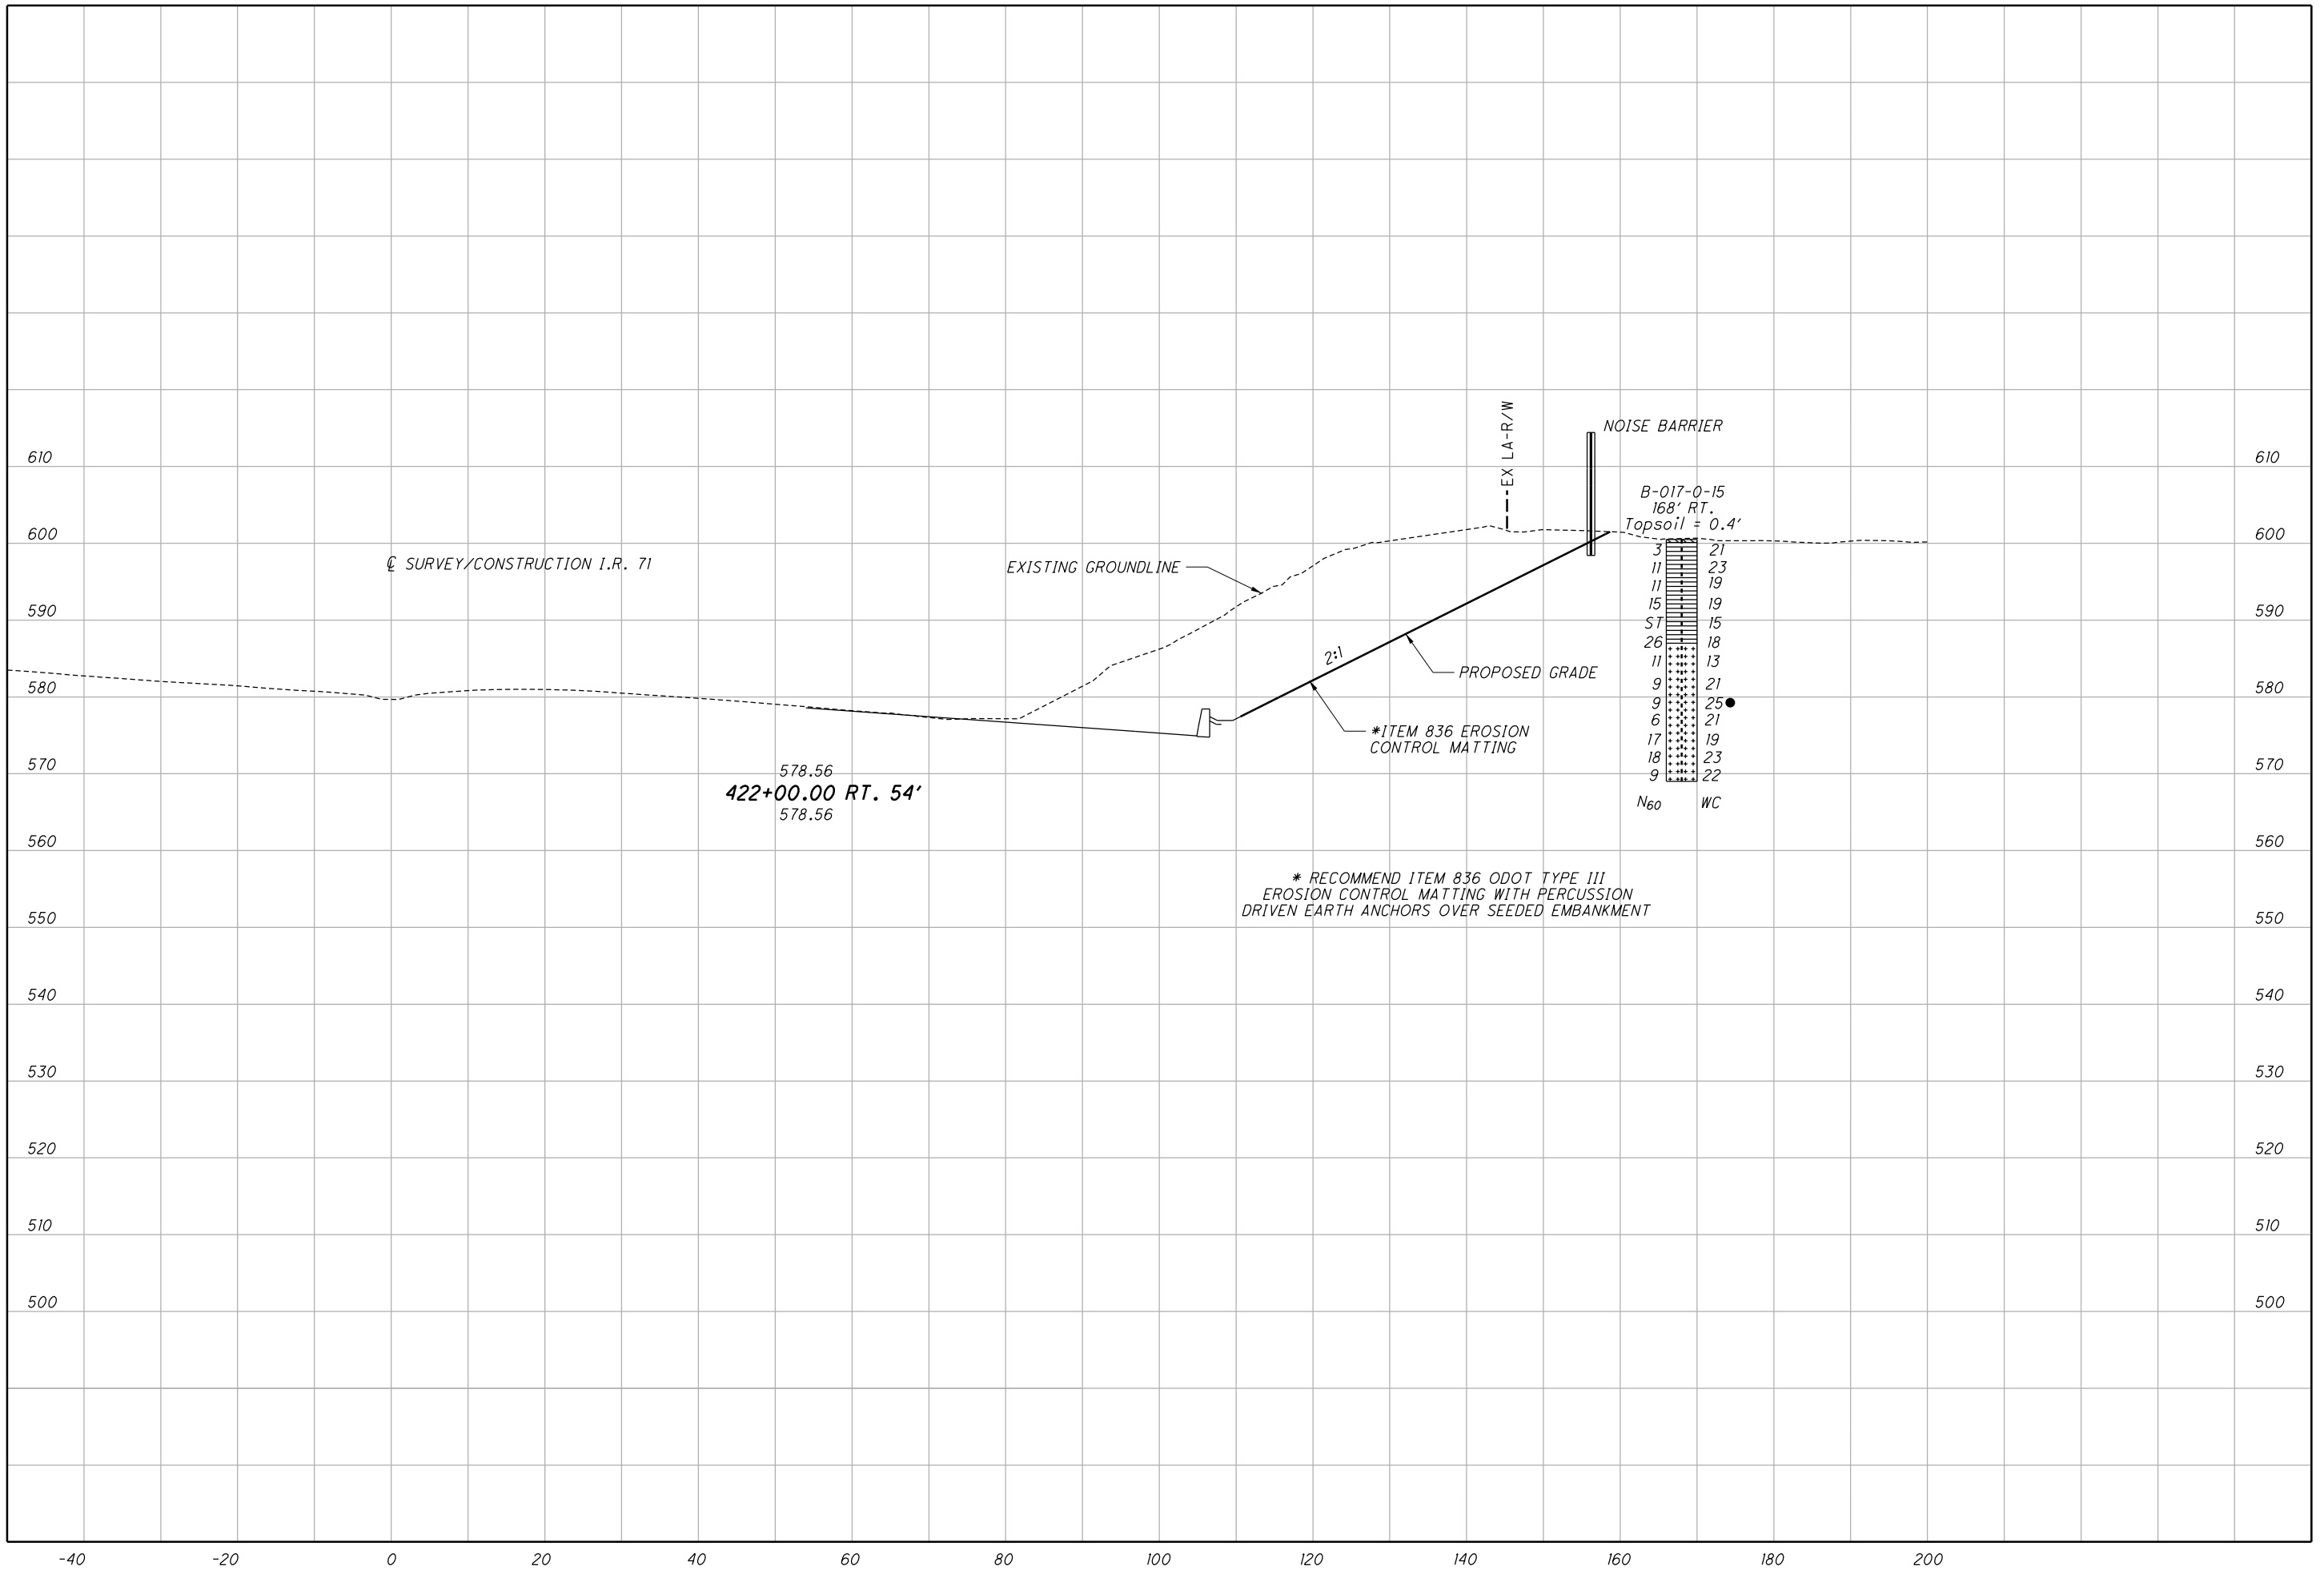 EX LA-R/W
NOISE BARRIER
610 610
B-017-0-15
168' RT.
Topsoil = 0.4'
600 600
℄ SURVEY/CONSTRUCTION I.R. 71
EXISTING GROUNDLINE
3 21
11 23
11 19
15 19
590 590
ST 15
26 18
2:1
11 13
PROPOSED GRADE
580 580
9 21
9 25
6 21
*ITEM 836 EROSION
CONTROL MATTING
17 19
18 23
570 570
9 22
578.56
422+00.00 RT. 54'
578.56
N60 WC
560 560
* RECOMMEND ITEM 836 ODOT TYPE III
EROSION CONTROL MATTING WITH PERCUSSION
DRIVEN EARTH ANCHORS OVER SEEDED EMBANKMENT
550 550
540 540
530 530
520 520
510 510
500 500
-40 -20 0 20 40 60 80 100 120 140 160 180 200